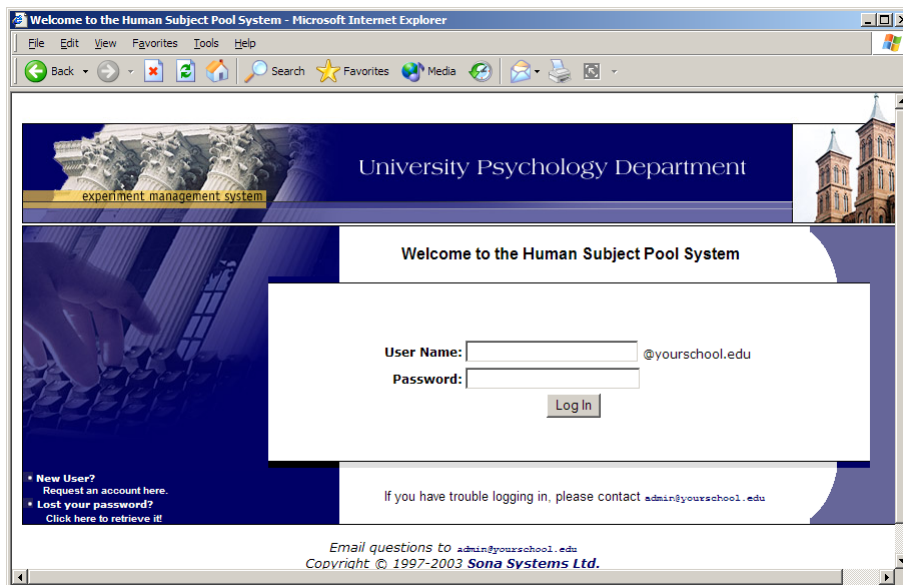 Welcome to the Human Subject Pool System - Microsoft Internet Explorer
File Edit View Favorites Tools Help
Back Search Favorites Media
University Psychology Department
experiment management system
Welcome to the Human Subject Pool System
User Name: @yourschool.edu
Password:
Log In
New User?
Request an account here.
Lost your password?
Click here to retrieve it!
If you have trouble logging in, please contact admin@yourschool.edu
Email questions to admin@yourschool.edu
Copyright © 1997-2003 Sona Systems Ltd.